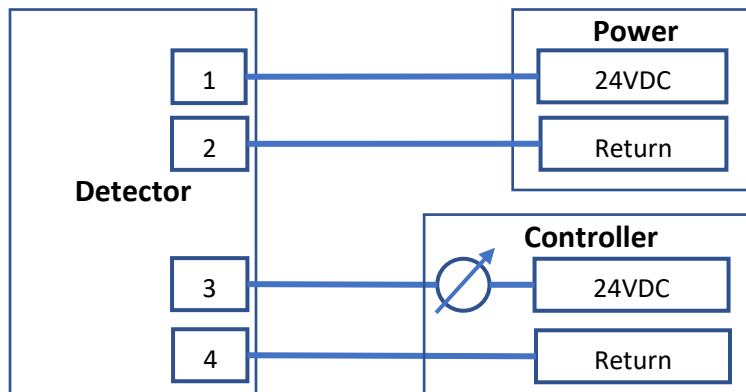 Power
1
24VDC
2
Return
Detector
Controller
3
24VDC
4
Return